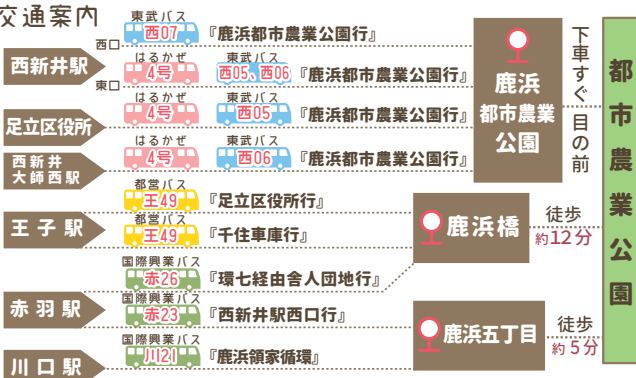 交通案内
西新井駅
西口
東武バス
西07
『鹿浜都市農業公園行』
東口
はるかぜ
4号
東武バス
西05、西06
『鹿浜都市農業公園行』
足立区役所
はるかぜ
4号
東武バス
西05
『鹿浜都市農業公園行』
西新井
大師西駅
はるかぜ
4号
東武バス
西06
『鹿浜都市農業公園行』
鹿浜
都市農業
公園
下車すぐ
目の前
王子駅
都営バス
王49
『足立区役所行』
都営バス
王49
『千住車庫行』
鹿浜橋
徒歩
約12分
赤羽駅
国際興業バス
赤26
『環七経由舎人団地行』
国際興業バス
赤23
『西新井駅西口行』
川口駅
国際興業バス
川21
『鹿浜領家循環』
鹿浜五丁目
徒歩
約5分
都市農業公園